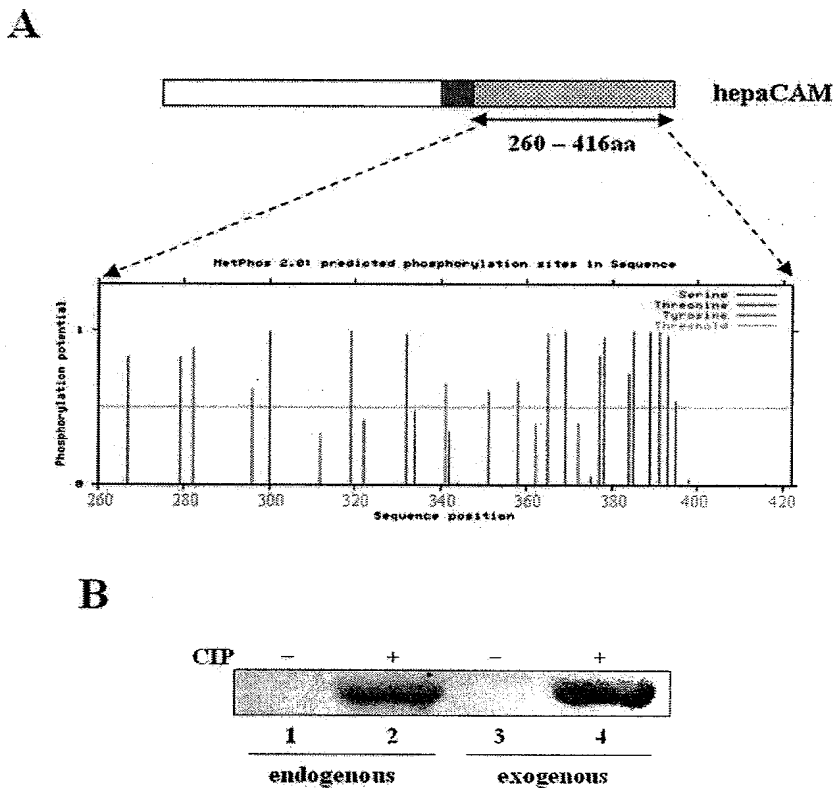 A
hepaCAM
260 – 416aa
NetPhos 2.0: predicted phosphorylation sites in Sequence
Serine
Threonine
Tyrosine
Threshold
Phosphorylation potential
1
0
260 280 300 320 340 360 380 400 420
Sequence position
B
CIP – + – +
1 2 3 4
endogenous exogenous